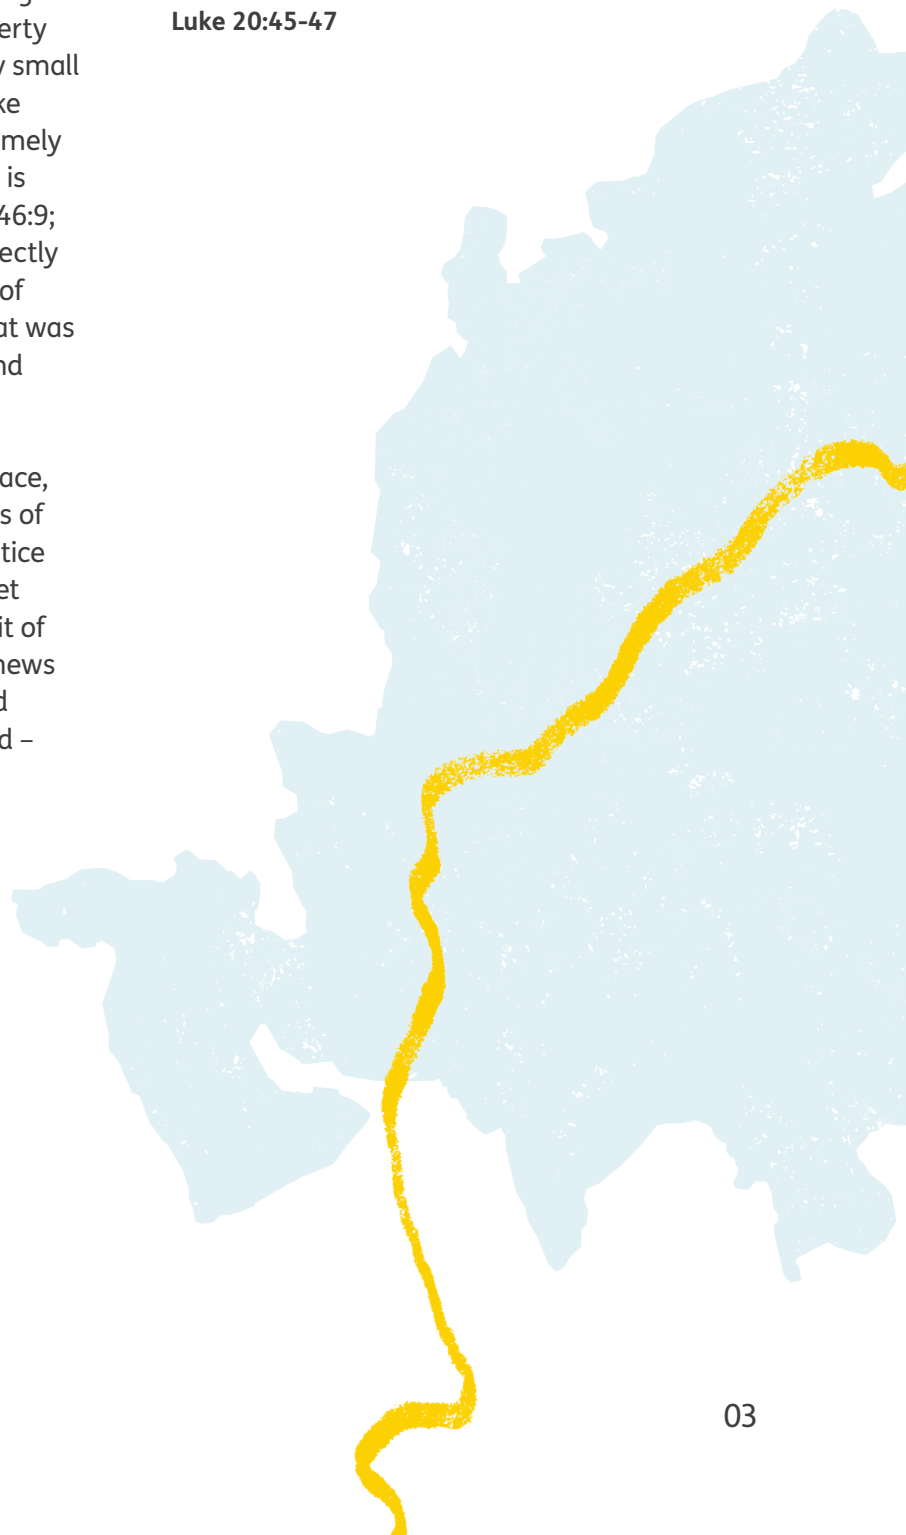 erty
small
ke
mely
is
46:9;
ectly
of
at was
nd
ace,
s of
tice
et
it of
news
d
d –
Luke 20:45-47
03